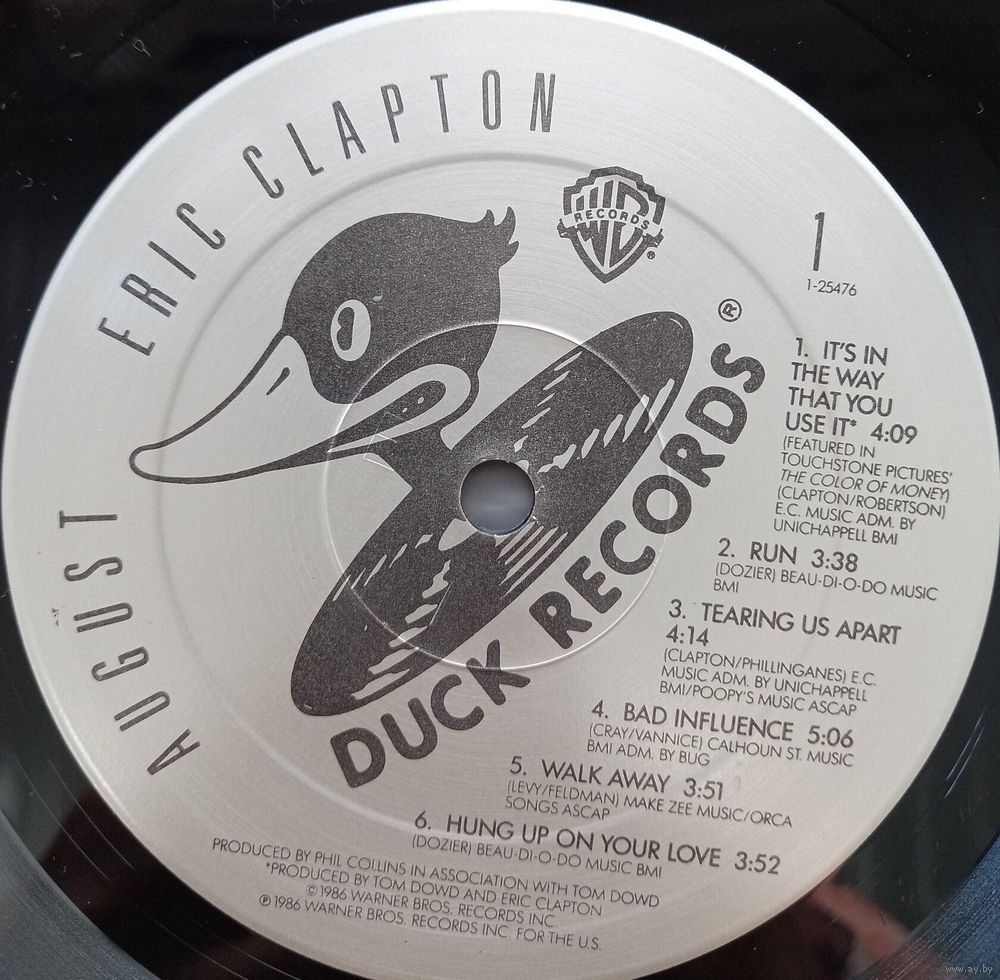 ERIC CLAPTON
AUGUST
W RECORDS B
®
1
1-25476
®
DUCK RECORDS
1. IT'S IN
THE WAY
THAT YOU
USE IT* 4:09
(FEATURED IN
TOUCHSTONE PICTURES'
THE COLOR OF MONEY)
(CLAPTON/ROBERTSON)
E.C. MUSIC ADM. BY
UNICHAPPELL BMI
2. RUN 3:38
(DOZIER) BEAU-DI-O-DO MUSIC
BMI
3. TEARING US APART
4:14
(CLAPTON/PHILLINGANES) E.C.
MUSIC ADM. BY UNICHAPPELL
BMI/POOPY'S MUSIC ASCAP
4. BAD INFLUENCE 5:06
(CRAY/VANNICE) CALHOUN ST. MUSIC
BMI ADM. BY BUG
5. WALK AWAY 3:51
(LEVY/FELDMAN) MAKE ZEE MUSIC/ORCA
SONGS ASCAP
6. HUNG UP ON YOUR LOVE 3:52
(DOZIER) BEAU-DI-O-DO MUSIC BMI
PRODUCED BY PHIL COLLINS IN ASSOCIATION WITH TOM DOWD
*PRODUCED BY TOM DOWD AND ERIC CLAPTON
©1986 WARNER BROS. RECORDS INC.
℗1986 WARNER BROS. RECORDS INC. FOR THE U.S.
www.ay.by